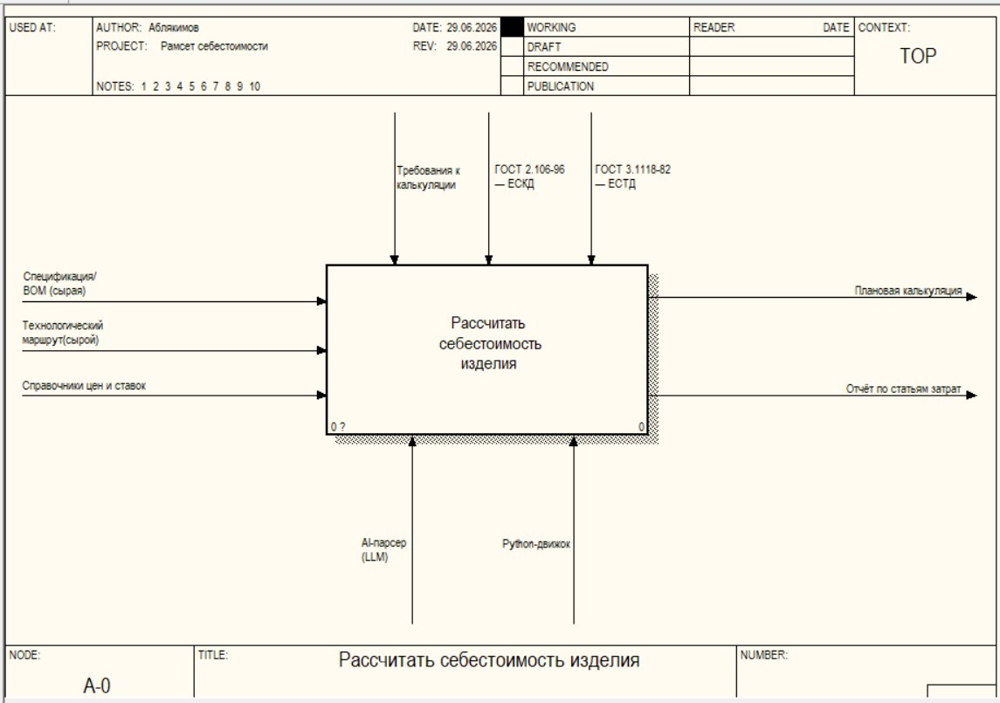 USED AT:
AUTHOR: Аблякимов
DATE: 29.06.2026
WORKING
READER
DATE
CONTEXT:
PROJECT: Рамсет себестоимости
REV: 29.06.2026
DRAFT
TOP
RECOMMENDED
NOTES: 1 2 3 4 5 6 7 8 9 10
PUBLICATION
Требования к
калькуляции
ГОСТ 2.106-96
— ЕСКД
ГОСТ 3.1118-82
— ЕСТД
Спецификация/
BOM (сырая)
Технологический
маршрут(сырой)
Справочники цен и ставок
Рассчитать
себестоимость
изделия
0 ?
0
Плановая калькуляция
Отчёт по статьям затрат
AI-парсер
(LLM)
Python-движок
NODE:
A-0
TITLE:
Рассчитать себестоимость изделия
NUMBER: